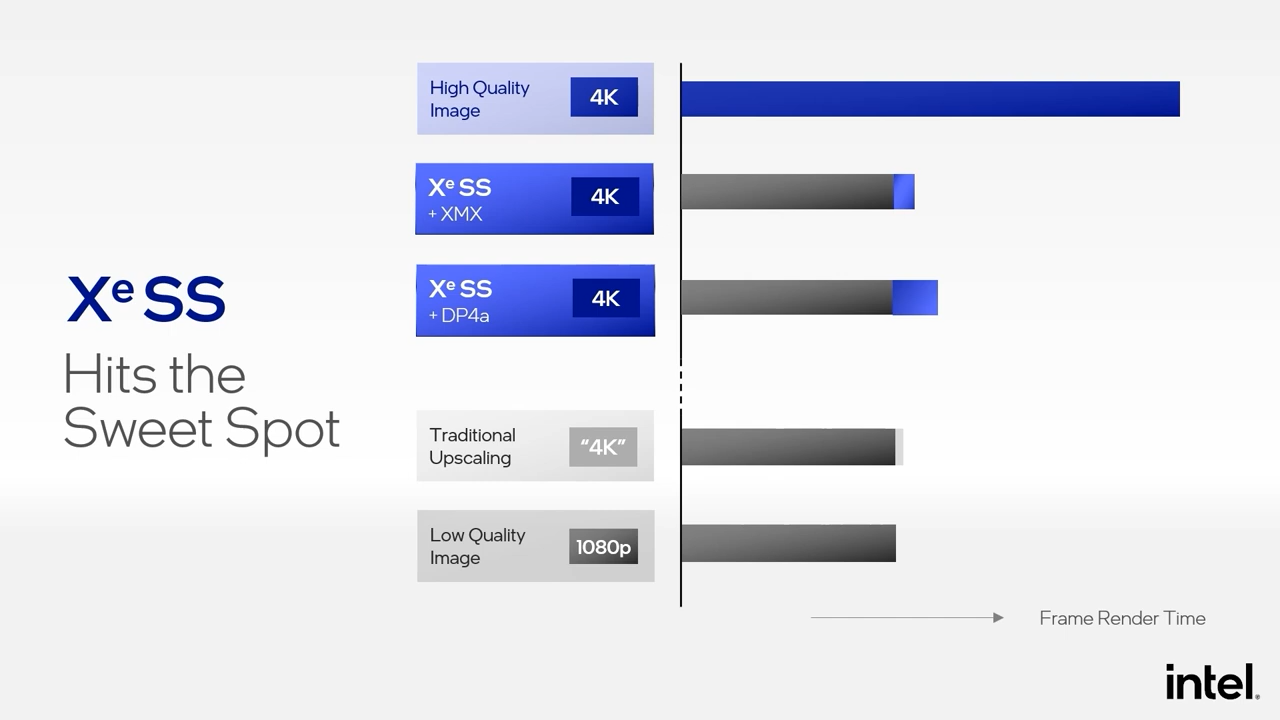 Xᵉ SS
Hits the
Sweet Spot
High Quality
Image
4K
Xᵉ SS
+ XMX
4K
Xᵉ SS
+ DP4a
4K
Traditional
Upscaling
“4K”
Low Quality
Image
1080p
Frame Render Time
intel.